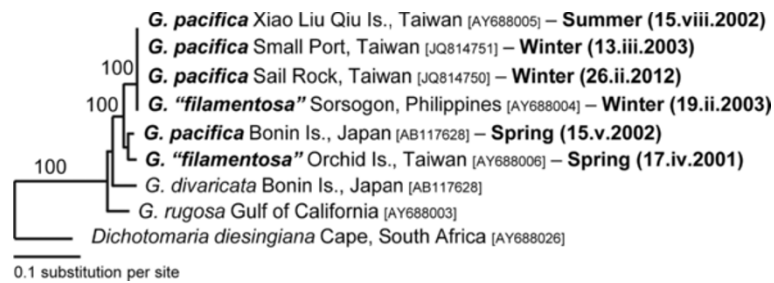 G. pacifica Xiao Liu Qiu Is., Taiwan [AY688005] – Summer (15.viii.2002)
G. pacifica Small Port, Taiwan [JQ814751] – Winter (13.iii.2003)
100
G. pacifica Sail Rock, Taiwan [JQ814750] – Winter (26.ii.2012)
100
G. “filamentosa” Sorsogon, Philippines [AY688004] – Winter (19.ii.2003)
G. pacifica Bonin Is., Japan [AB117628] – Spring (15.v.2002)
G. “filamentosa” Orchid Is., Taiwan [AY688006] – Spring (17.iv.2001)
100
G. divaricata Bonin Is., Japan [AB117628]
G. rugosa Gulf of California [AY688003]
Dichotomaria diesingiana Cape, South Africa [AY688026]
0.1 substitution per site